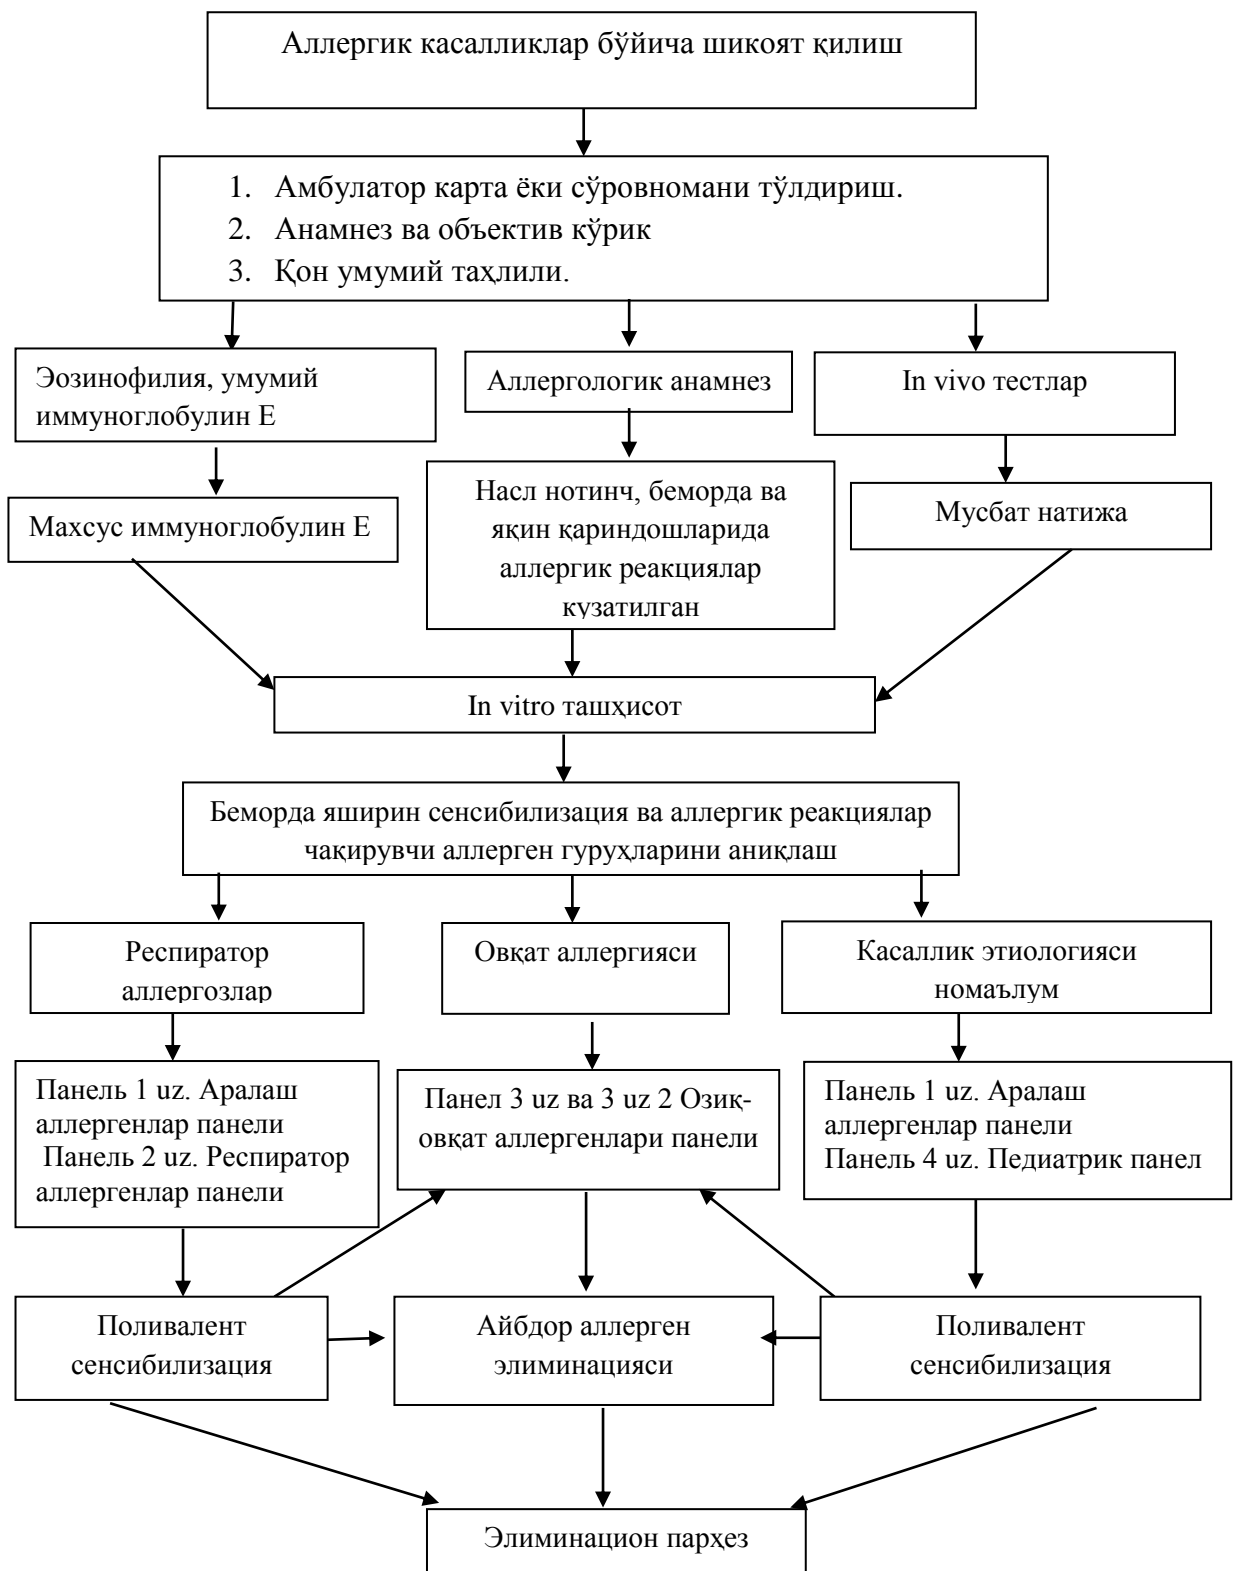 Аллергик касалликлар бўйича шикоят қилиш
1. Амбулатор карта ёки сўровномани тўлдириш.
2. Анамнез ва объектив кўрик
3. Қон умумий таҳлили.
Эозинофилия, умумий
иммуноглобулин Е
Аллергологик анамнез
In vivo тестлар
Махсус иммуноглобулин Е
Насл нотинч, беморда ва
яқин қариндошларида
аллергик реакциялар
кузатилган
Мусбат натижа
In vitro ташҳисот
Беморда яширин сенсибилизация ва аллергик реакциялар
чақирувчи аллерген гуруҳларини аниқлаш
Респиратор
аллергозлар
Овқат аллергияси
Касаллик этиологияси
номаълум
Панель 1 uz. Аралаш
аллергенлар панели
Панель 2 uz. Респиратор
аллергенлар панели
Панел 3 uz ва 3 uz 2 Озиқ-
овқат аллергенлари панели
Панель 1 uz. Аралаш
аллергенлар панели
Панель 4 uz. Педиатрик панел
Поливалент
сенсибилизация
Айбдор аллерген
элиминацияси
Поливалент
сенсибилизация
Элиминацион парҳез